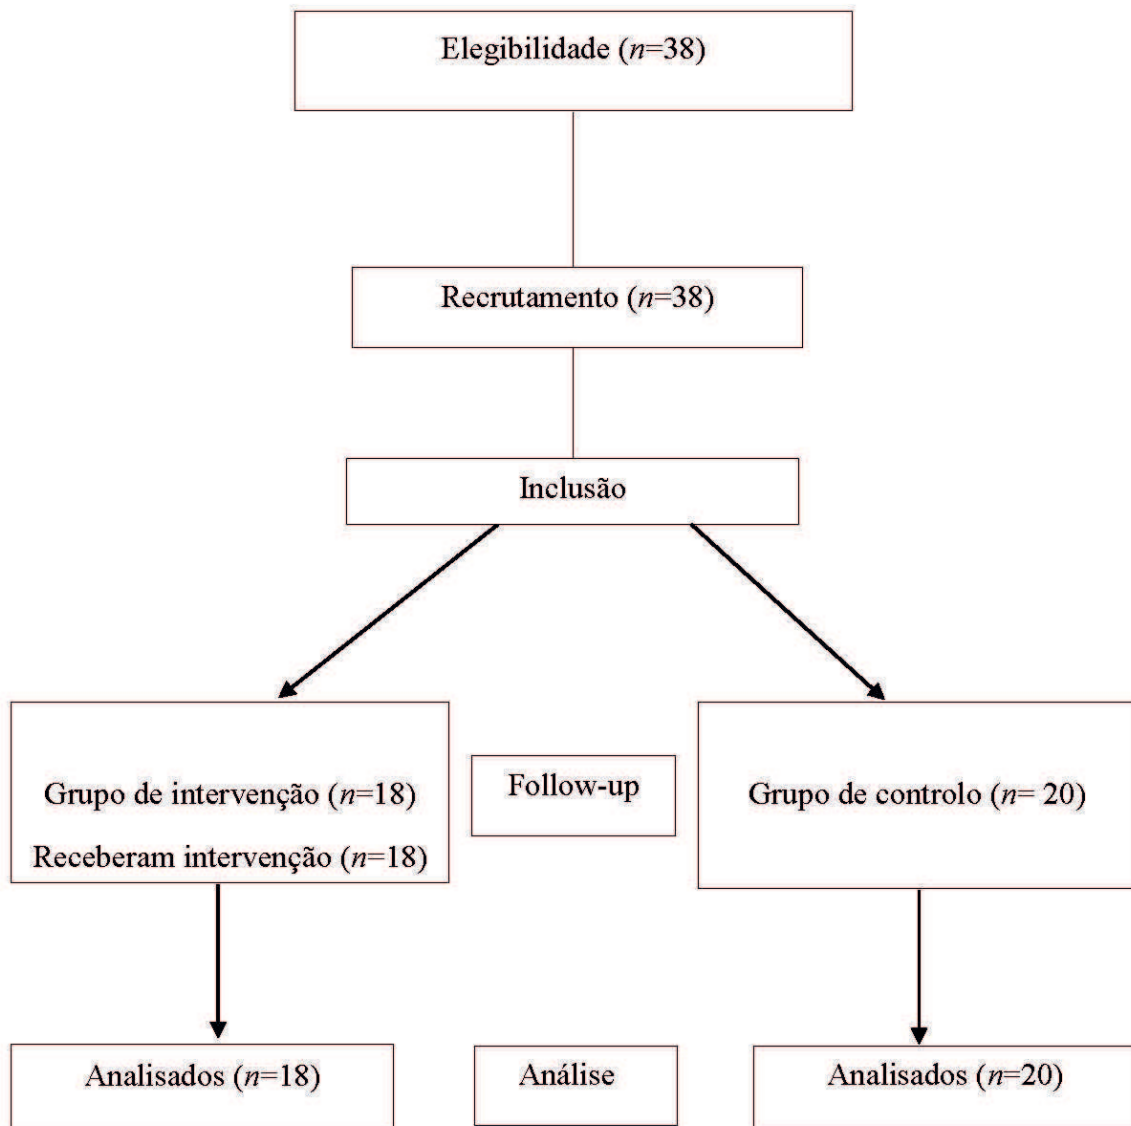 Elegibilidade (n=38)
Recrutamento (n=38)
Inclusão
Grupo de intervenção (n=18)
Receberam intervenção (n=18)
Follow-up
Grupo de controlo (n= 20)
Analisados (n=18)
Análise
Analisados (n=20)